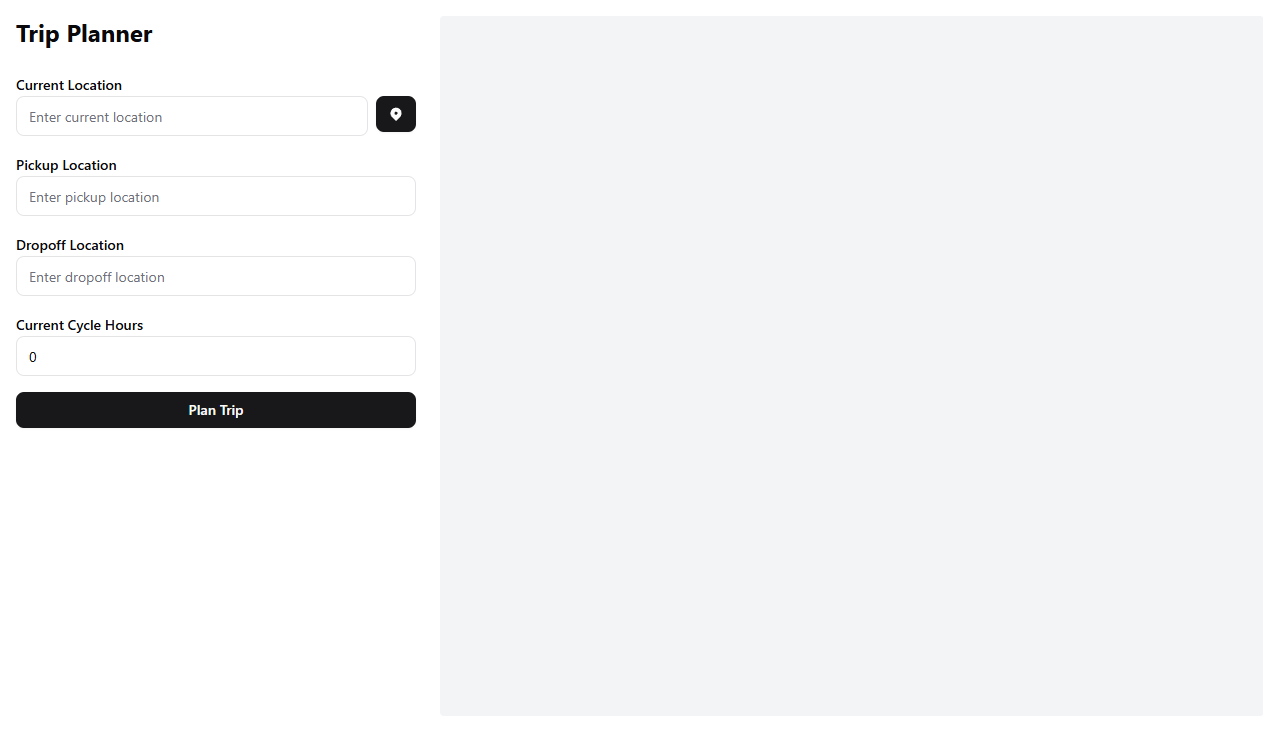 Trip Planner
Current Location
Enter current location
Pickup Location
Enter pickup location
Dropoff Location
Enter dropoff location
Current Cycle Hours
0
Plan Trip